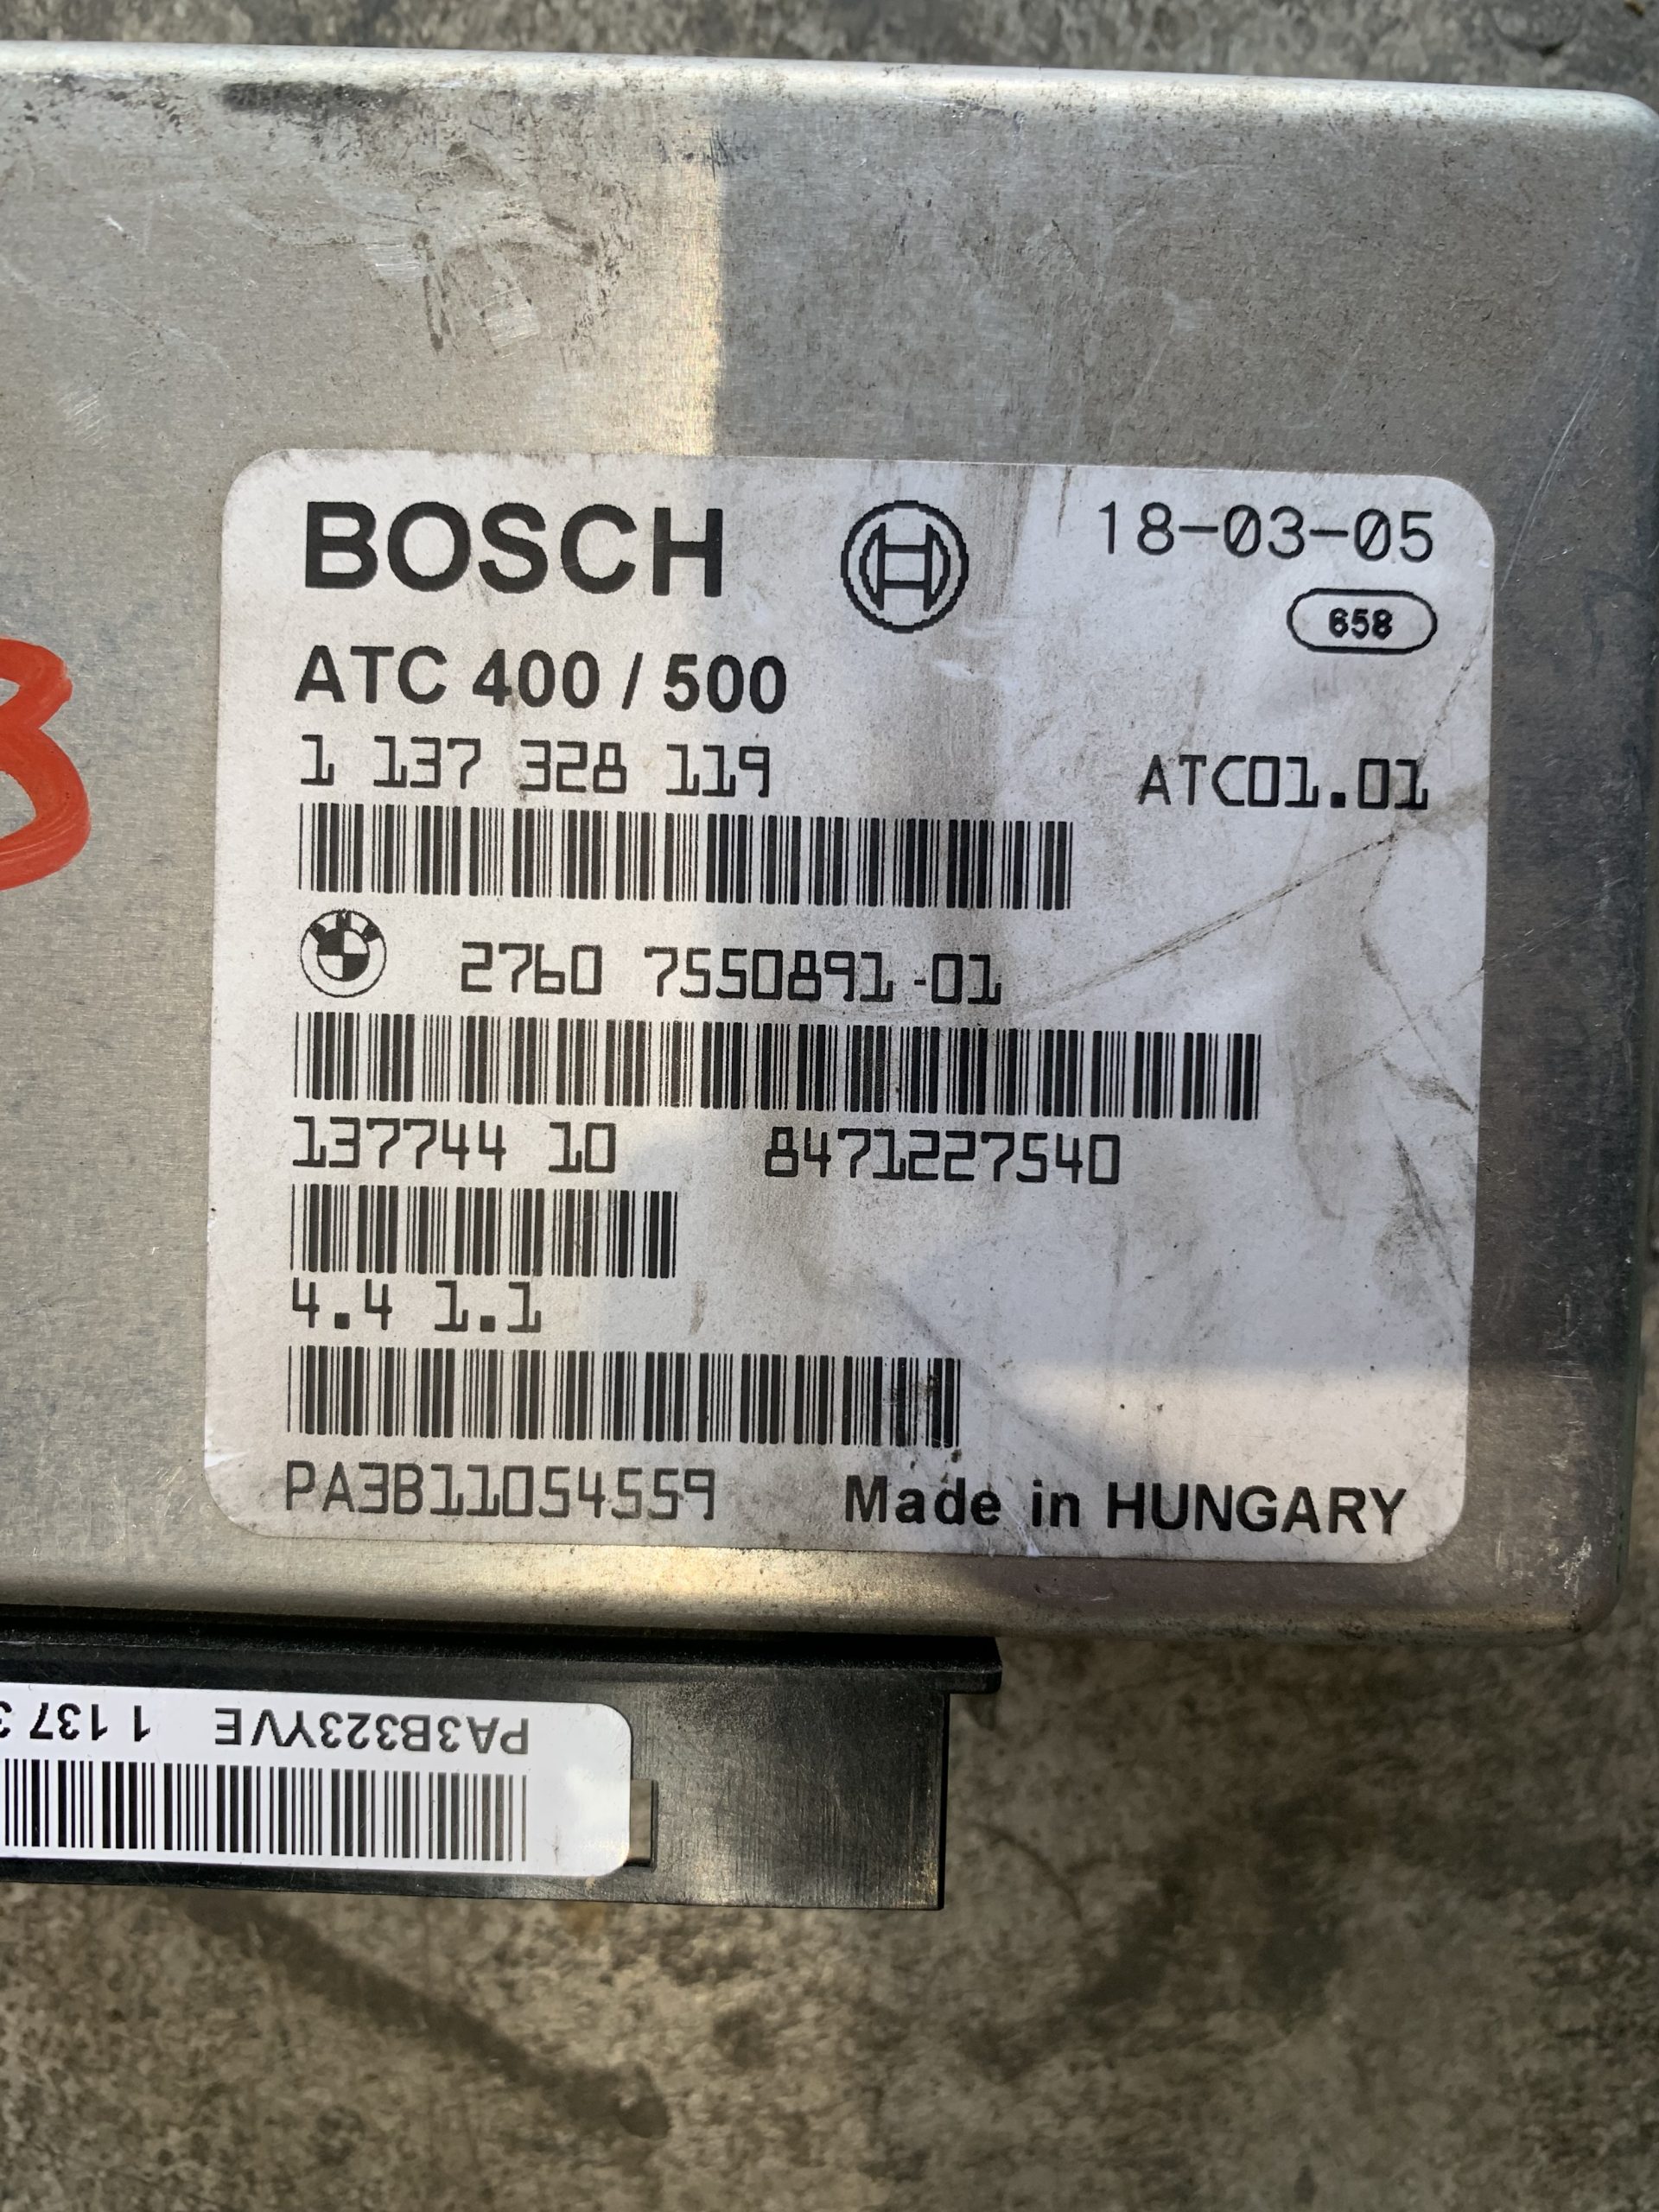 BOSCH 18-03-05
658
ATC 400 / 500
1 137 328 119 ATC01.01
BMW 2760 7550891-01
137744 10 8471227540
4.4 1.1
PA3B11054559 Made in HUNGARY
PA3B323YVE 1 137 3